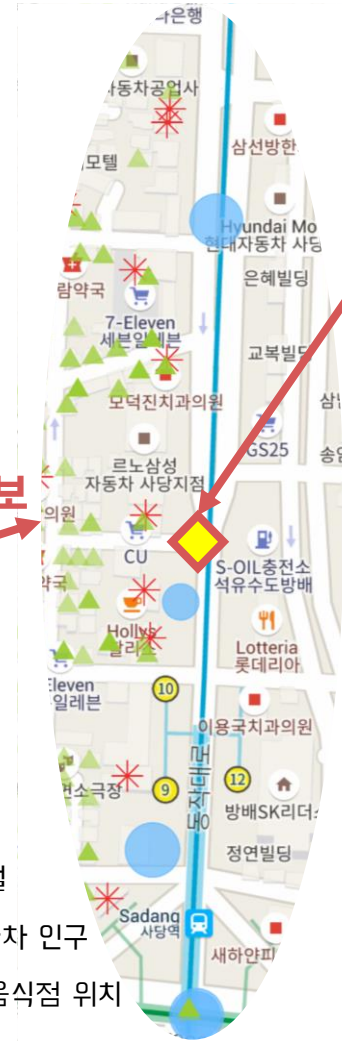 나은행
자동차공업사
모텔
삼선방한
Hyundai Mo
현대자동차 사당
람약국
은혜빌딩
7-Eleven
세븐일레븐
교복빌딩
모덕진치과의원
삼
GS25
송
르노삼성
자동차 사당지점
보
의원
CU
S-OIL충전소
석유수도방배
약국
Hollys
할리스
Lotteria
롯데리아
Eleven
일레븐
10
이용국치과의원
연소극장
9
12
동작대로
방배SK리더스
정연빌딩
Sadang
사당역
차 인구
새하얀피
음식점 위치